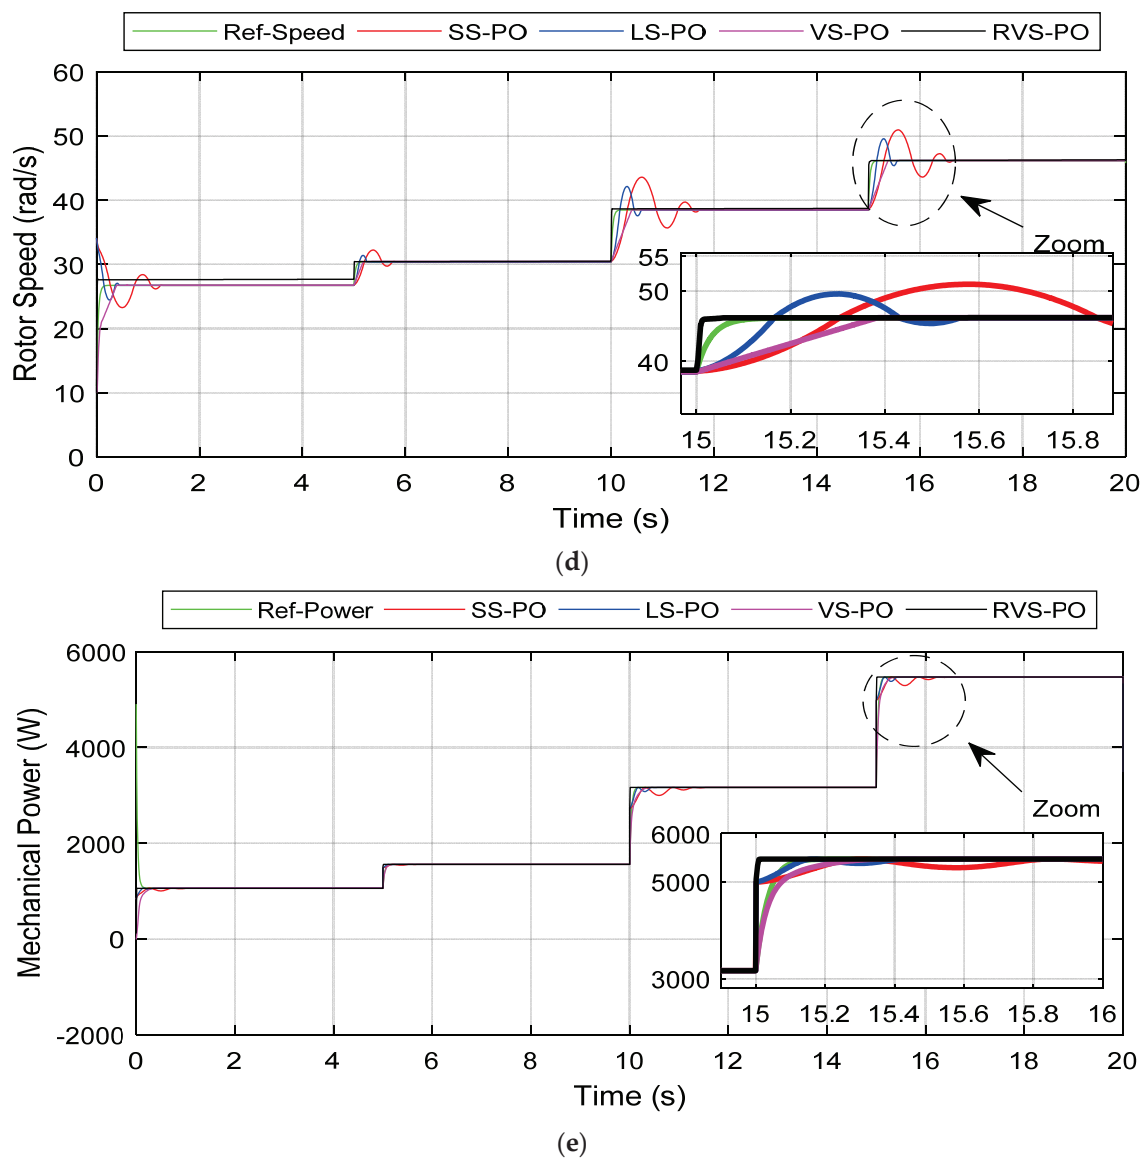 Ref-Speed SS-PO LS-PO VS-PO RVS-PO
60
50
40
30
20
10
0
Rotor Speed (rad/s)
Zoom
55
50
40
15 15.2 15.4 15.6 15.8
0 2 4 6 8 10 12 14 16 18 20
Time (s)
(d)
Ref-Power SS-PO LS-PO VS-PO RVS-PO
6000
4000
2000
0
-2000
Mechanical Power (W)
Zoom
6000
5000
3000
15 15.2 15.4 15.6 15.8 16
0 2 4 6 8 10 12 14 16 18 20
Time (s)
(e)